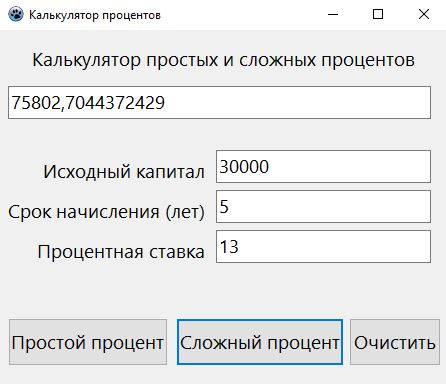 Калькулятор процентов
Калькулятор простых и сложных процентов
75802,7044372429
Исходный капитал 30000
Срок начисления (лет) 5
Процентная ставка 13
Простой процент Сложный процент Очистить